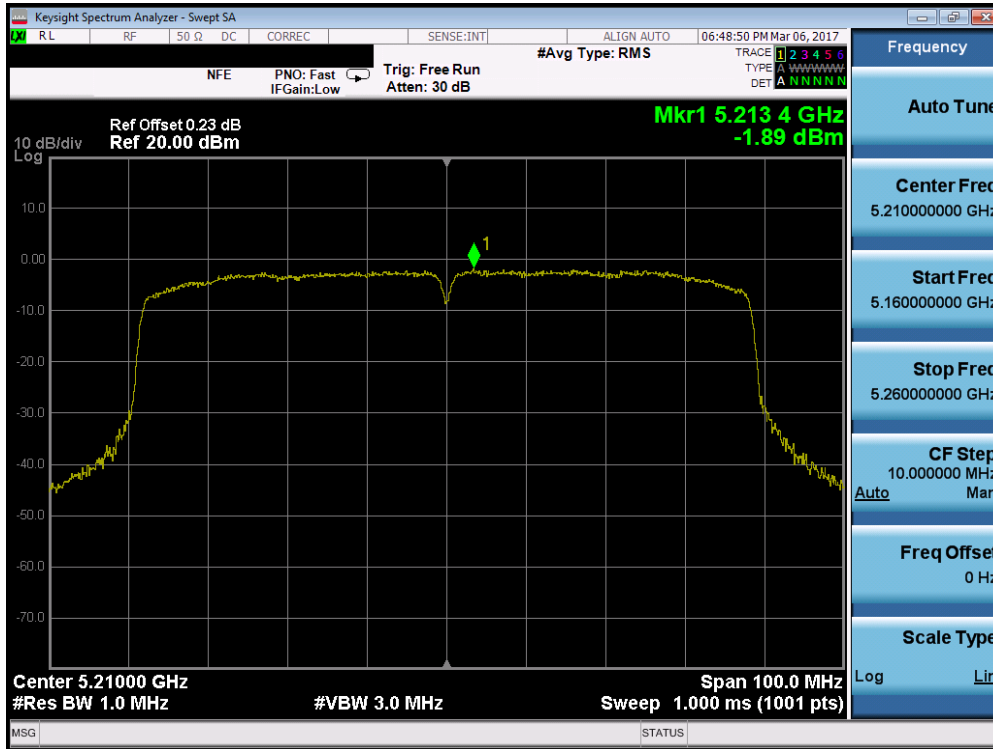 Keysight Spectrum Analyzer - Swept SA
LXI RL RF 50 Ω DC CORREC SENSE:INT ALIGN AUTO 06:48:50 PM Mar 06, 2017
NFE PNO: Fast Trig: Free Run #Avg Type: RMS TRACE 1 2 3 4 5 6
IFGain:Low Atten: 30 dB TYPE A WWWWW
DET A N N N N N
Mkr1 5.213 4 GHz
-1.89 dBm
Ref Offset 0.23 dB
10 dB/div Ref 20.00 dBm
Log
10.0
0.00
-10.0
-20.0
-30.0
-40.0
-50.0
-60.0
-70.0
1
Center 5.21000 GHz Span 100.0 MHz
#Res BW 1.0 MHz #VBW 3.0 MHz Sweep 1.000 ms (1001 pts)
MSG STATUS
Frequency
Auto Tune
Center Freq
5.210000000 GHz
Start Freq
5.160000000 GHz
Stop Freq
5.260000000 GHz
CF Step
10.000000 MHz
Auto Man
Freq Offset
0 Hz
Scale Type
Log Lin